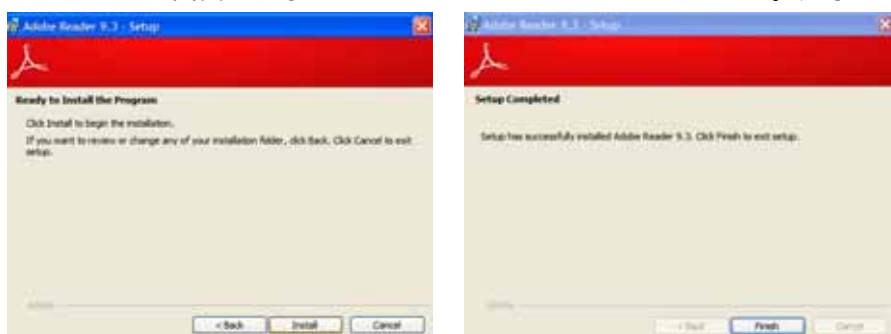 Adobe Reader 9.3 - Setup
Ready to Install the Program
Click Install to begin the installation.
If you want to review or change any of your installation folder, click Back. Click Cancel to exit
setup.
< Back
Install
Cancel
Adobe Reader 9.3 - Setup
Setup Completed
Setup has successfully installed Adobe Reader 9.3. Click Finish to exit setup.
< Back
Finish
Cancel